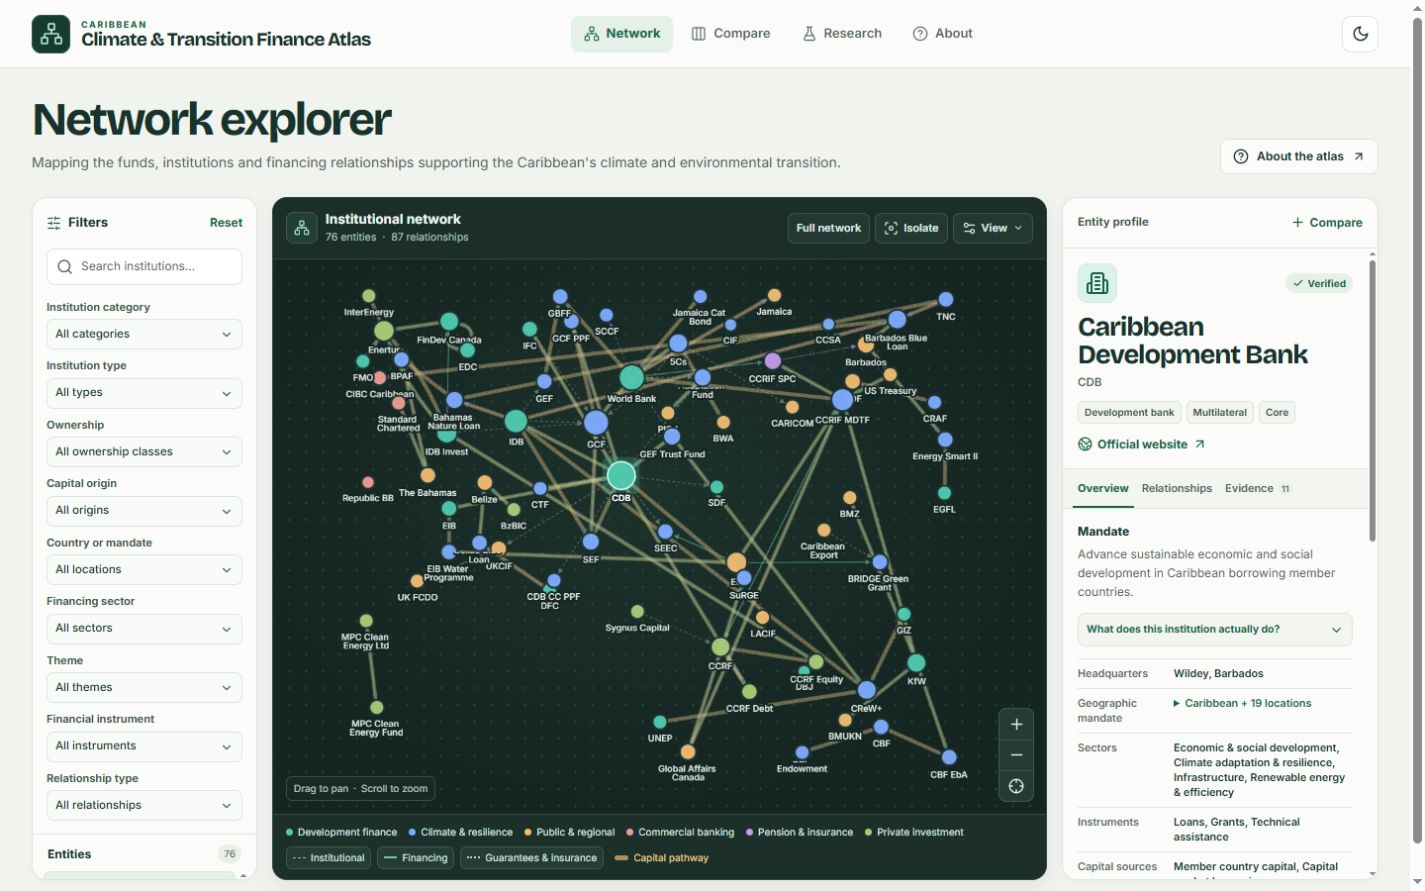 CARIBBEAN
Climate & Transition Finance Atlas
Network
Compare
Research
About
Network explorer
Mapping the funds, institutions and financing relationships supporting the Caribbean's climate and environmental transition.
About the atlas
Filters
Reset
Search institutions...
Institution category
All categories
Institution type
All types
Ownership
All ownership classes
Capital origin
All origins
Country or mandate
All locations
Financing sector
All sectors
Theme
All themes
Financial instrument
All instruments
Relationship type
All relationships
Entities
76
Institutional network
76 entities · 87 relationships
Full network
Isolate
View
InterEnergy
GBFF
Jamaica Cat
Bond
Jamaica
TNC
FinDev Canada
GCF PPF
SCCF
CIF
CCSA
Barbados Blue
Loan
IFC
EDC
5Cs
Barbados
FMO
BPAF
CCRIF SPC
CIBC Caribbean
World Bank
Fund
US Treasury
GEF
Standard
Chartered
Bahamas
Nature Loan
IDB
GCF
BWA
CARICOM
CCRIF MDTF
CRAF
IDB Invest
GEF Trust Fund
Energy Smart II
Republic BB
The Bahamas
Belize
CTF
CDB
SDF
EGFL
EIB
BzBIC
BMZ
SEEC
Caribbean
Export
Loan
UKCIF
SEF
EIB Water
Programme
BRIDGE Green
Grant
UK FCDO
CDB CC PPF
DFC
SuRGE
Sygnus Capital
LACIF
GIZ
MPC Clean
Energy Ltd
CCRF
CCRF Equity
DBJ
KfW
CCRF Debt
CReW+
MPC Clean
Energy Fund
UNEP
BMUKN
CBF
Global Affairs
Canada
Endowment
CBF EbA
Drag to pan · Scroll to zoom
Development finance
Climate & resilience
Public & regional
Commercial banking
Pension & insurance
Private investment
Institutional
Financing
Guarantees & insurance
Capital pathway
Entity profile
Compare
Verified
Caribbean
Development Bank
CDB
Development bank
Multilateral
Core
Official website
Overview
Relationships
Evidence 11
Mandate
Advance sustainable economic and social
development in Caribbean borrowing member
countries.
What does this institution actually do?
Headquarters
Wildey, Barbados
Geographic
mandate
Caribbean + 19 locations
Sectors
Economic & social development,
Climate adaptation & resilience,
Infrastructure, Renewable energy
& efficiency
Instruments
Loans, Grants, Technical
assistance
Capital sources
Member country capital, Capital